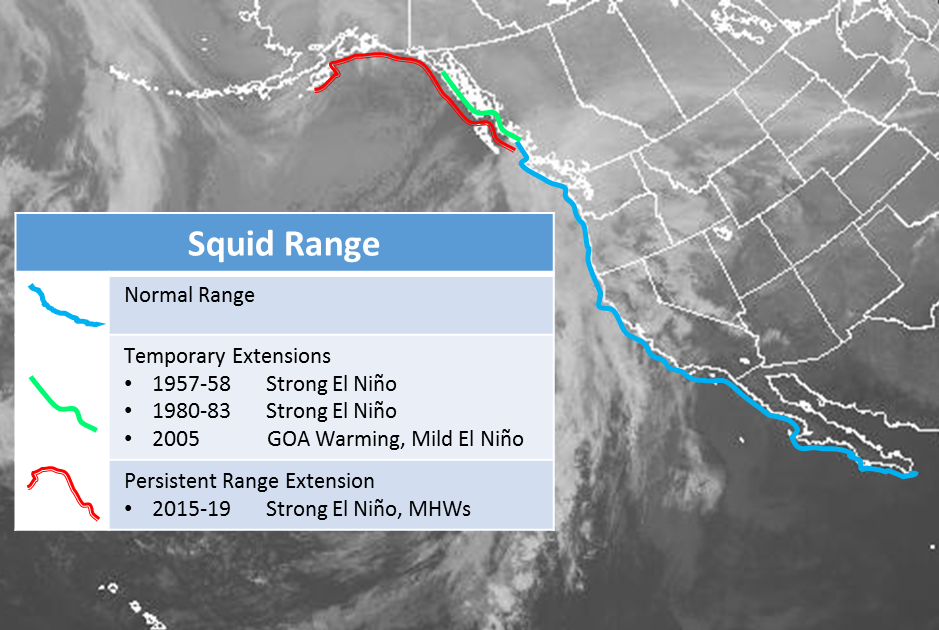 Squid Range
Normal Range
Temporary Extensions
• 1957-58 Strong El Niño
• 1980-83 Strong El Niño
• 2005 GOA Warming, Mild El Niño
Persistent Range Extension
• 2015-19 Strong El Niño, MHWs